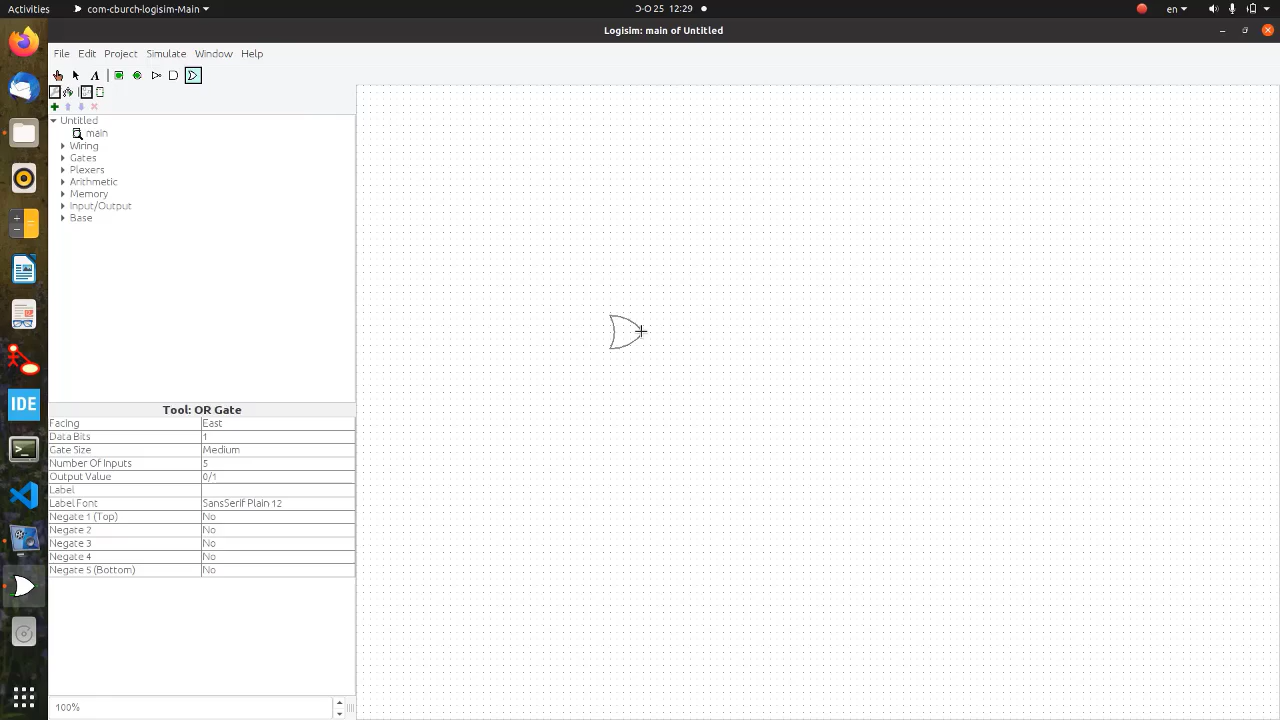 Activities
com-cburch-logisim-Main
en
Logisim: main of Untitled
File Edit Project Simulate Window Help
Untitled
main
Wiring
Gates
Plexers
Arithmetic
Memory
Input/Output
Base
Tool: OR Gate
Facing East
Data Bits 1
Gate Size Medium
Number Of Inputs 5
Output Value 0/1
Label
Label Font SansSerif Plain 12
Negate 1 (Top) No
Negate 2 No
Negate 3 No
Negate 4 No
Negate 5 (Bottom) No
100%
IDE